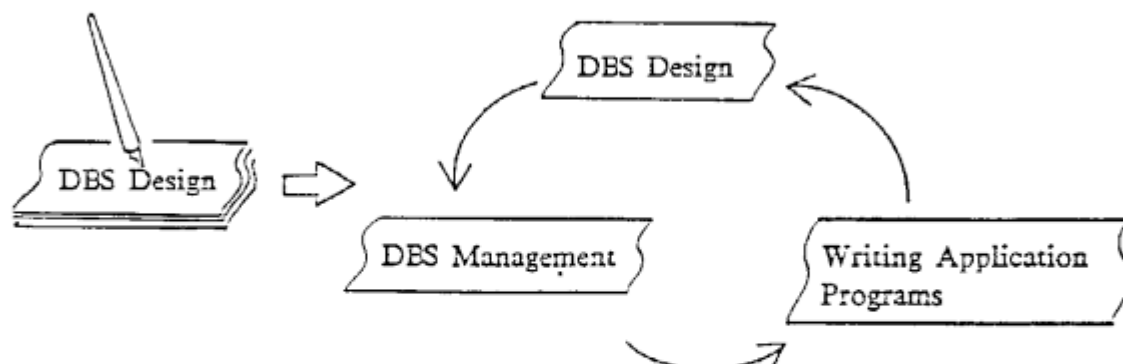 DBS Design
DBS Design
DBS Management
Writing Application
Programs